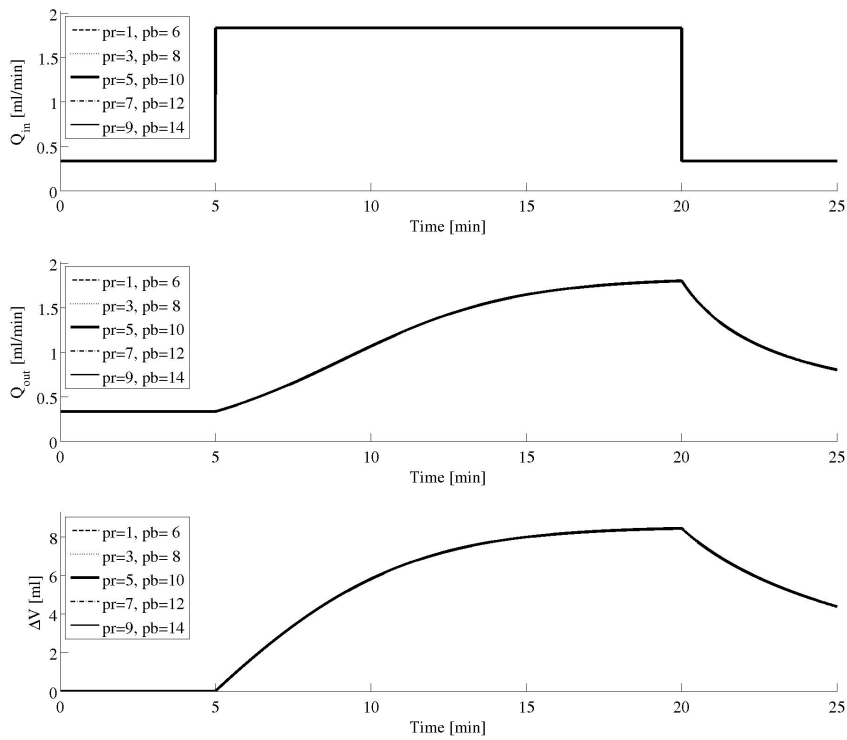 2
1.5
1
0.5
0
Q_in [ml/min]
pr=1, pb= 6
pr=3, pb= 8
pr=5, pb=10
pr=7, pb=12
pr=9, pb=14
0 5 10 15 20 25
Time [min]
2
1.5
1
0.5
0
Q_out [ml/min]
pr=1, pb= 6
pr=3, pb= 8
pr=5, pb=10
pr=7, pb=12
pr=9, pb=14
0 5 10 15 20 25
Time [min]
8
6
4
2
0
ΔV [ml]
pr=1, pb= 6
pr=3, pb= 8
pr=5, pb=10
pr=7, pb=12
pr=9, pb=14
0 5 10 15 20 25
Time [min]